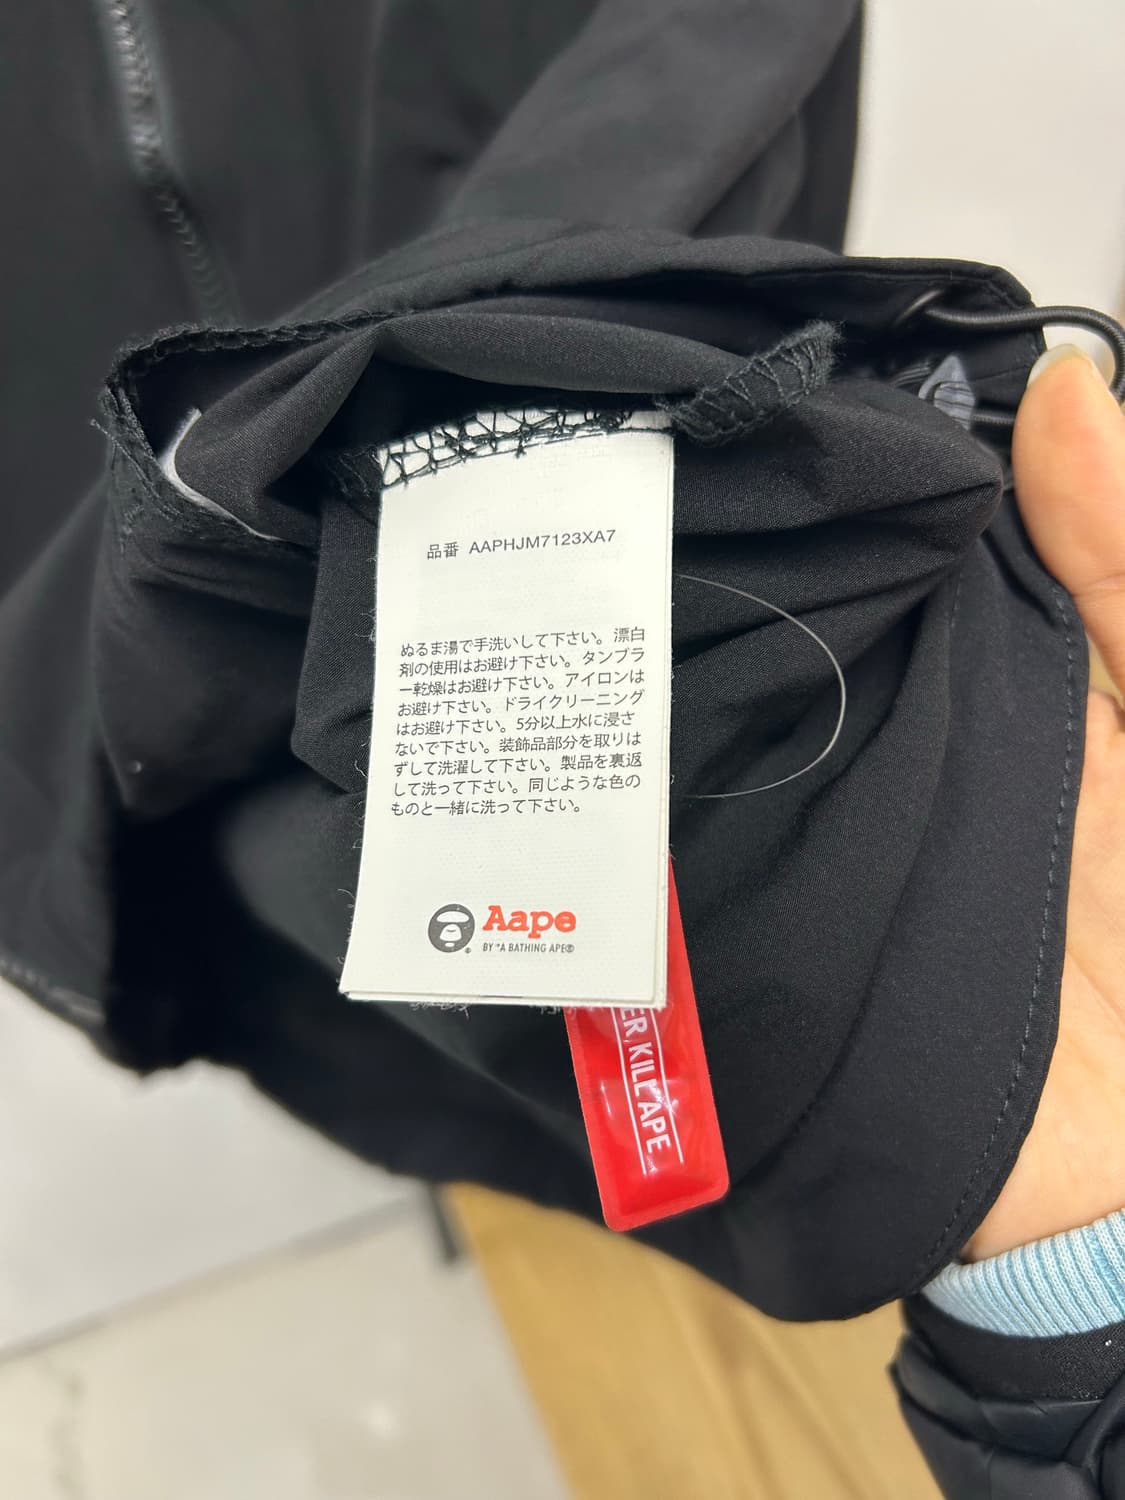 品番 AAPHJM7123XA7
ぬるま湯で手洗いして下さい。漂白
剤の使用はお避け下さい。タンブラ
ー乾燥はお避け下さい。アイロンは
お避け下さい。ドライクリーニング
はお避け下さい。5分以上水に浸さ
ないで下さい。装飾品部分を取りは
ずして洗濯して下さい。製品を裏返
して洗って下さい。同じような色の
ものと一緒に洗って下さい。
Aape
BY *A BATHING APE®
KILL APE